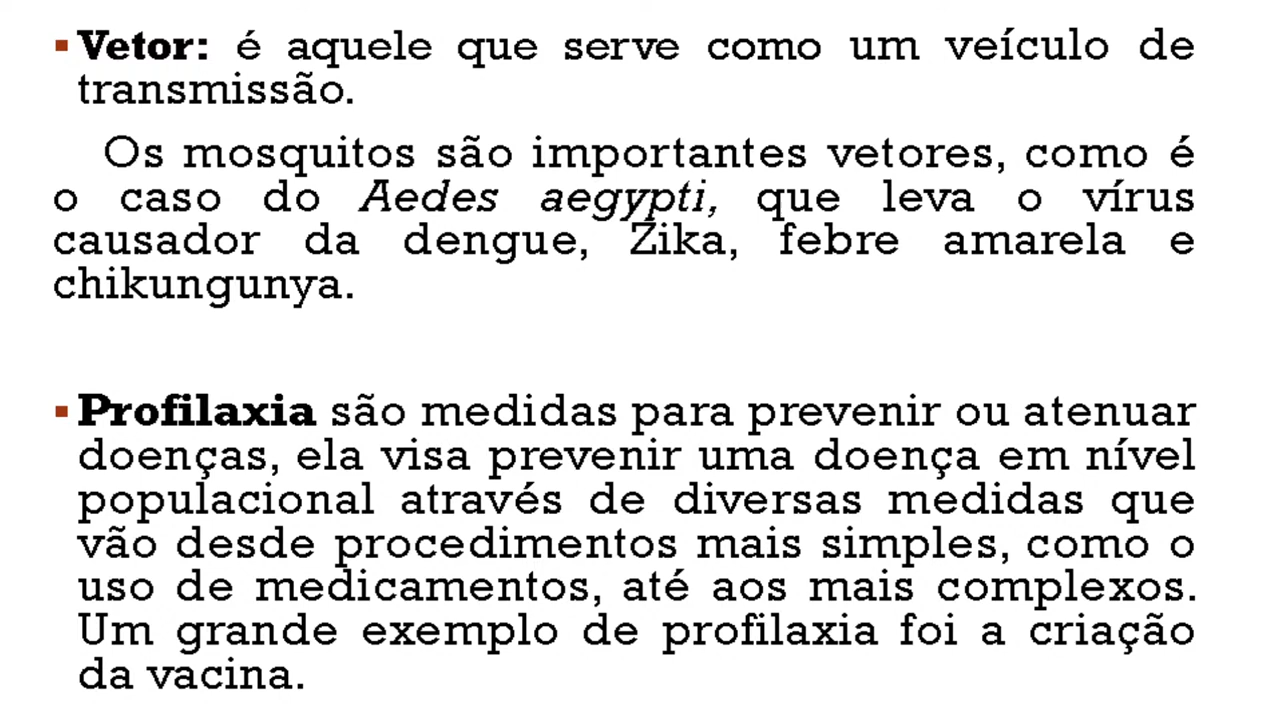 ▪ Vetor: é aquele que serve como um veículo de
transmissão.
Os mosquitos são importantes vetores, como é
o caso do Aedes aegypti, que leva o vírus
causador da dengue, Zika, febre amarela e
chikungunya.
▪ Profilaxia são medidas para prevenir ou atenuar
doenças, ela visa prevenir uma doença em nível
populacional através de diversas medidas que
vão desde procedimentos mais simples, como o
uso de medicamentos, até aos mais complexos.
Um grande exemplo de profilaxia foi a criação
da vacina.